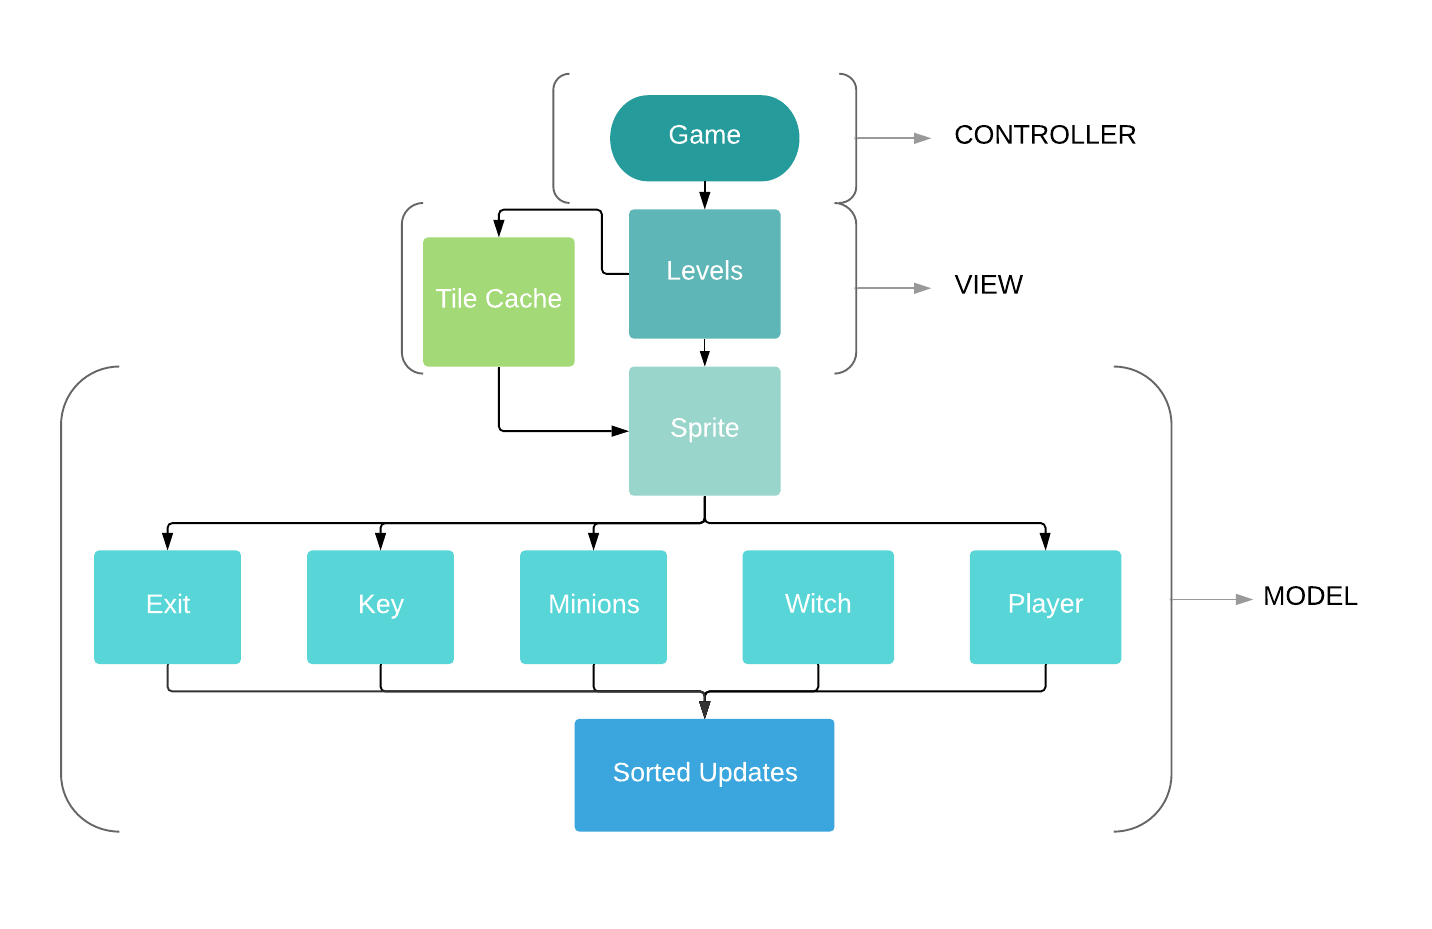 Game
CONTROLLER
Levels
VIEW
Tile Cache
Sprite
Exit
Key
Minions
Witch
Player
MODEL
Sorted Updates